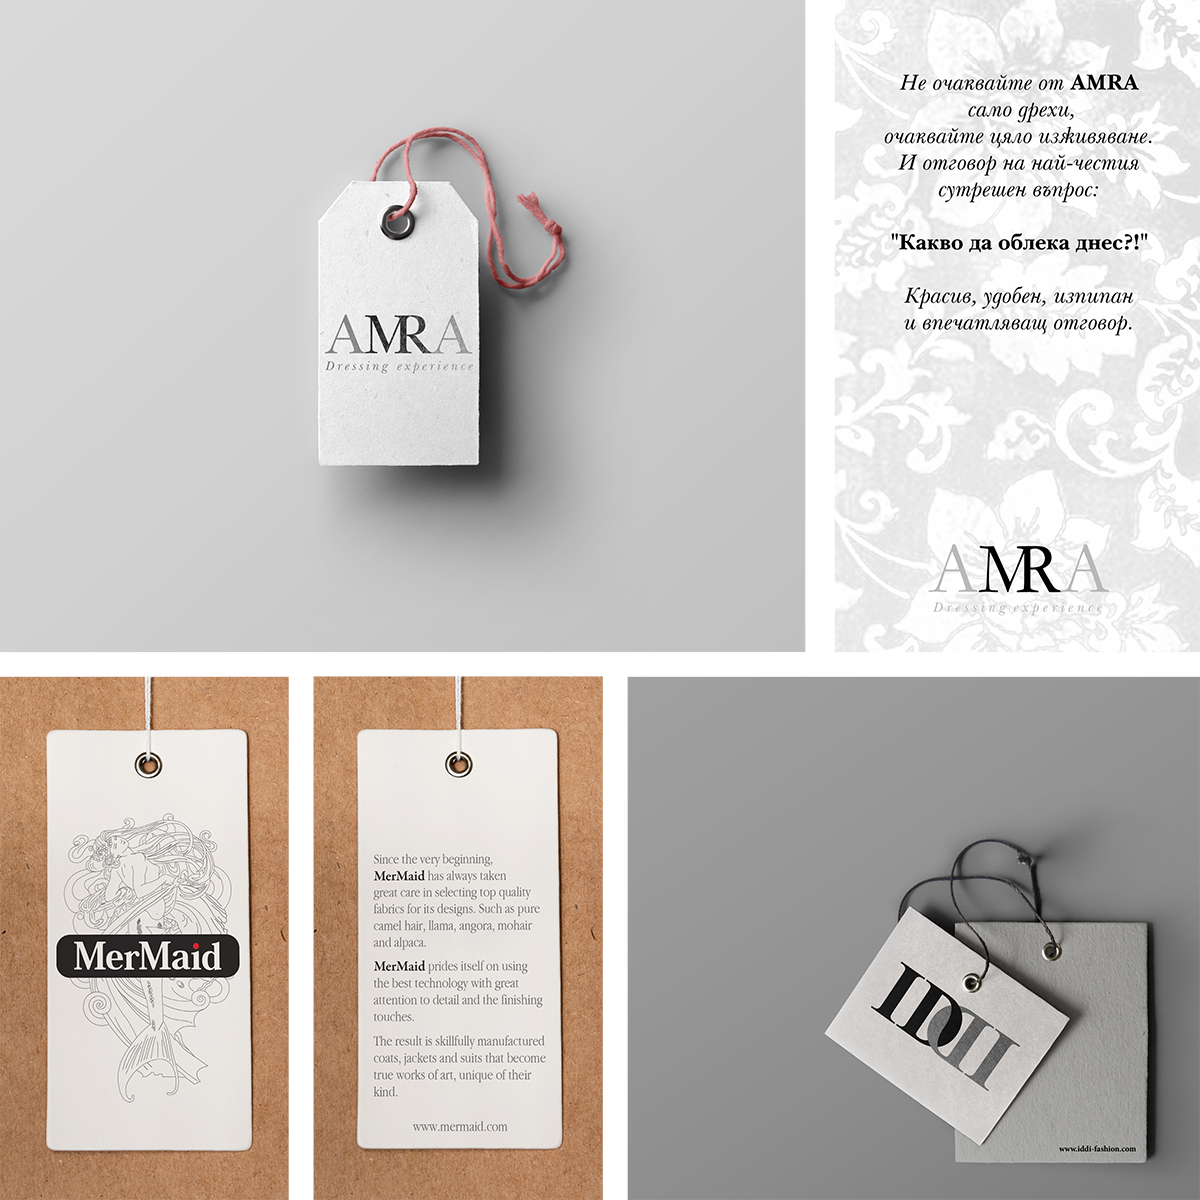 AMRA
Dressing experience
Не очаквайте от AMRA
само дрехи,
очаквайте цяло изживяване.
И отговор на най-честия
сутрешен въпрос:
"Какво да облека днес?!"
Красив, удобен, изпипан
и впечатляващ отговор.
AMRA
Dressing experience
MerMaid
Since the very beginning,
MerMaid has always taken
great care in selecting top quality
fabrics for its designs. Such as pure
camel hair, llama, angora, mohair
and alpaca.
MerMaid prides itself on using
the best technology with great
attention to detail and the finishing
touches.
The result is skillfully manufactured
coats, jackets and suits that become
true works of art, unique of their
kind.
www.mermaid.com
IDDI
www.iddi-fashion.com